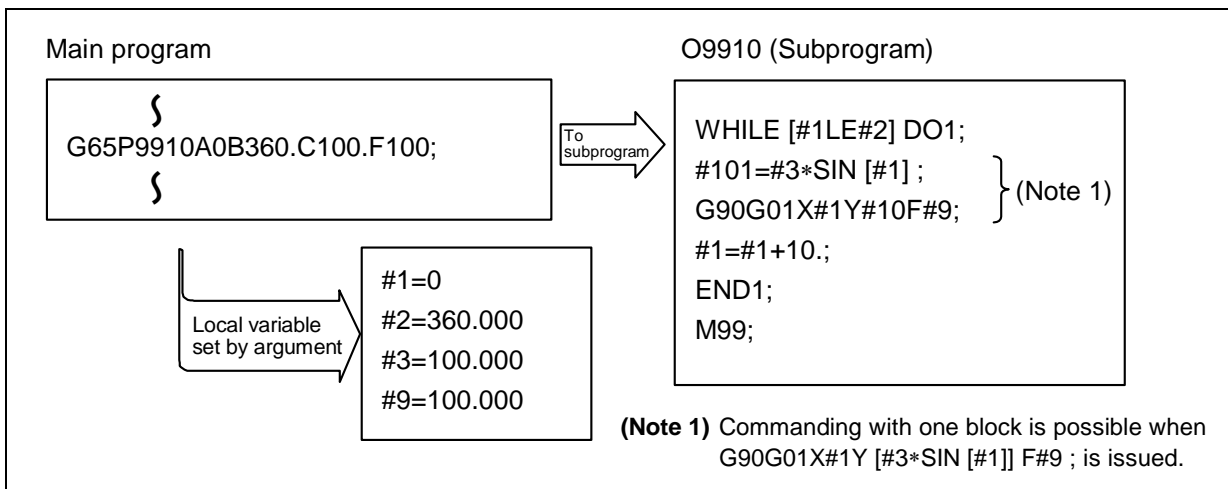 Main program
G65P9910A0B360.C100.F100;
To
subprogram
Local variable
set by argument
#1=0
#2=360.000
#3=100.000
#9=100.000
O9910 (Subprogram)
WHILE [#1LE#2] DO1;
#101=#3∗SIN [#1] ;
G90G01X#1Y#10F#9;
(Note 1)
#1=#1+10.;
END1;
M99;
(Note 1) Commanding with one block is possible when
G90G01X#1Y [#3∗SIN [#1]] F#9 ; is issued.